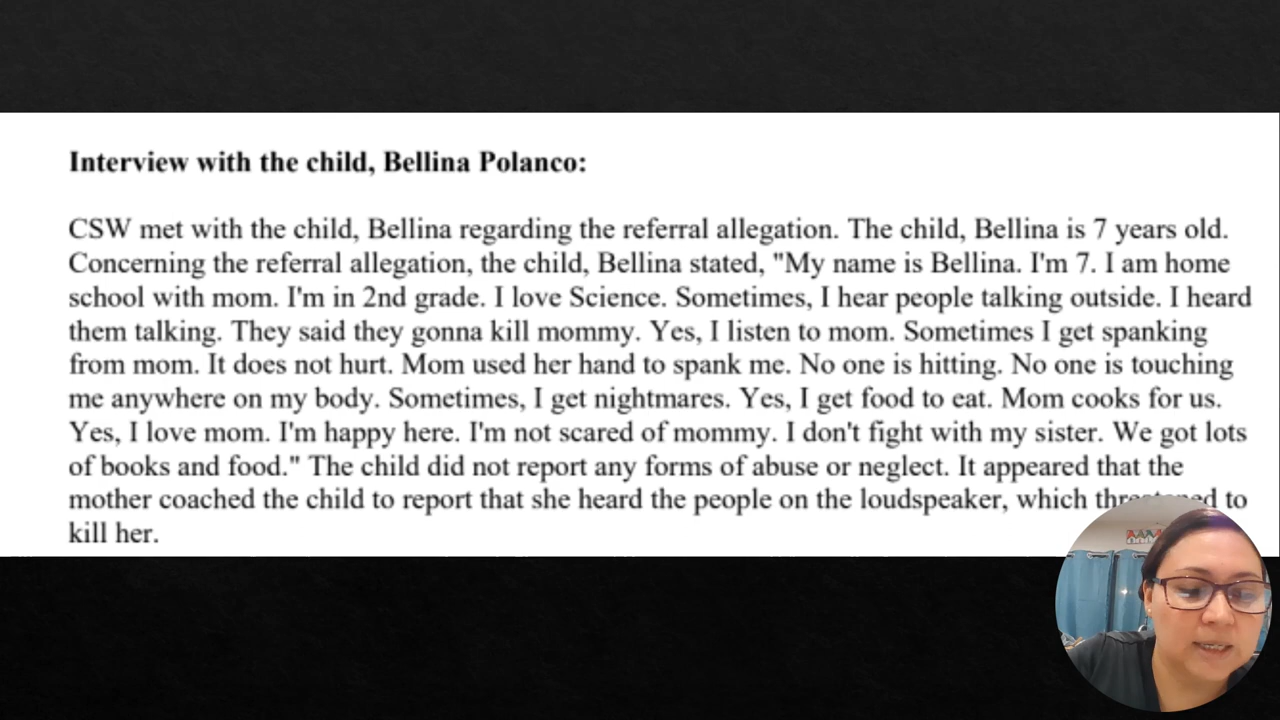 Interview with the child, Bellina Polanco:
CSW met with the child, Bellina regarding the referral allegation. The child, Bellina is 7 years old.
Concerning the referral allegation, the child, Bellina stated, "My name is Bellina. I'm 7. I am home
school with mom. I'm in 2nd grade. I love Science. Sometimes, I hear people talking outside. I heard
them talking. They said they gonna kill mommy. Yes, I listen to mom. Sometimes I get spanking
from mom. It does not hurt. Mom used her hand to spank me. No one is hitting. No one is touching
me anywhere on my body. Sometimes, I get nightmares. Yes, I get food to eat. Mom cooks for us.
Yes, I love mom. I'm happy here. I'm not scared of mommy. I don't fight with my sister. We got lots
of books and food." The child did not report any forms of abuse or neglect. It appeared that the
mother coached the child to report that she heard the people on the loudspeaker, which to
kill her.